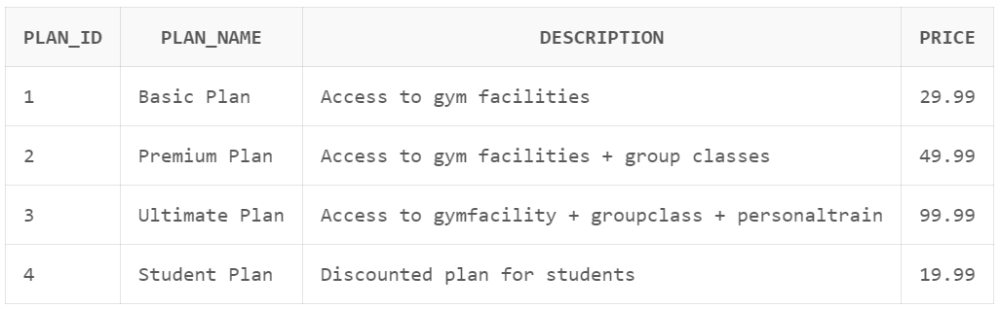 PLAN_ID PLAN_NAME DESCRIPTION PRICE
1 Basic Plan Access to gym facilities 29.99
2 Premium Plan Access to gym facilities + group classes 49.99
3 Ultimate Plan Access to gymfacility + groupclass + personaltrain 99.99
4 Student Plan Discounted plan for students 19.99